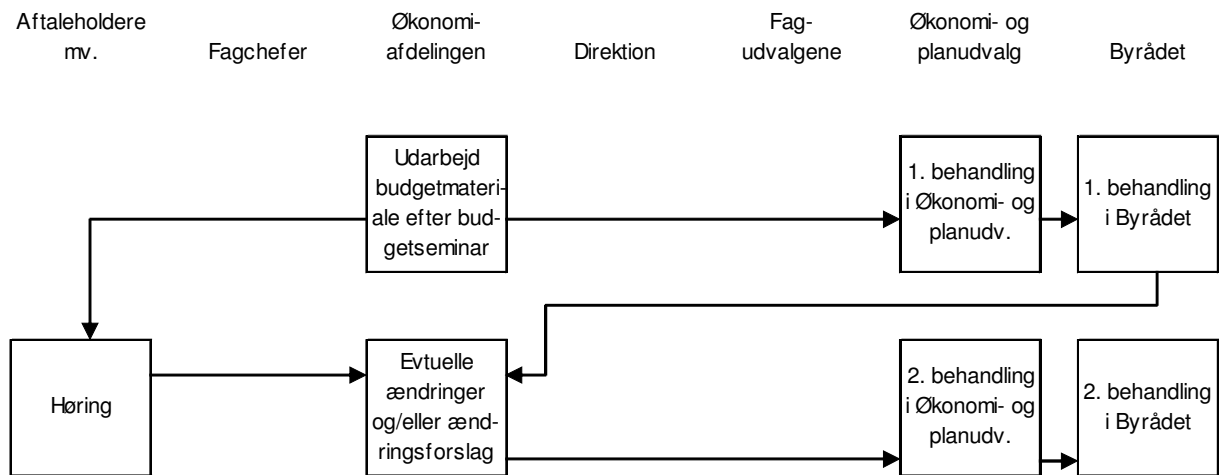 Aftaleholdere
mv.
Fagchefer
Økonomi-
afdelingen
Direktion
Fag-
udvalgene
Økonomi- og
planudvalg
Byrådet
Udarbejd
budgetmateri-
ale efter bud-
getseminar
1. behandling
i Økonomi- og
planudv.
1. behandling
i Byrådet
Høring
Evtuelle
ændringer
og/eller ænd-
ringsforslag
2. behandling
i Økonomi- og
planudv.
2. behandling
i Byrådet